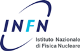 INFN
Istituto Nazionale
di Fisica Nucleare